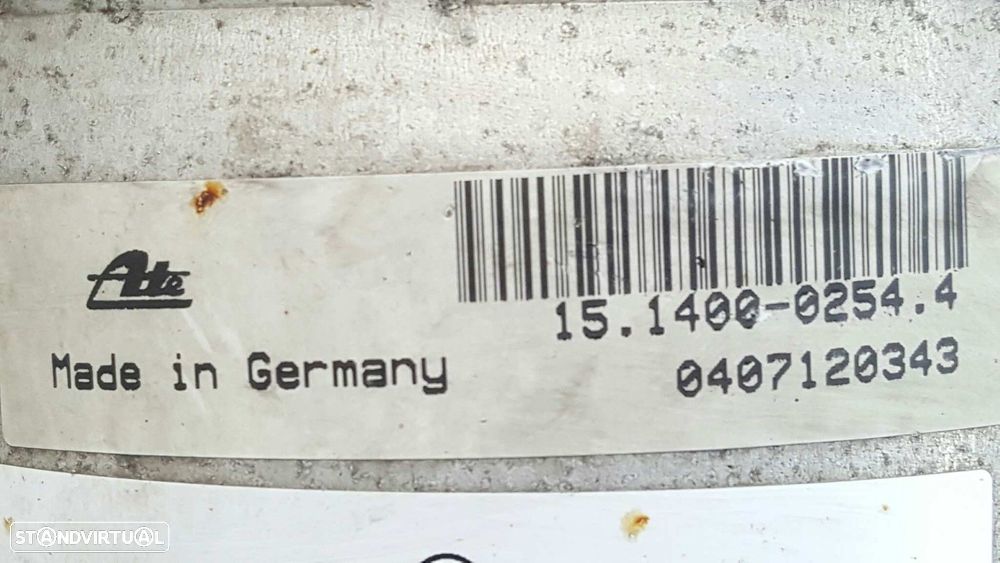 Ate
15.1400-0254.4
Made in Germany
0407120343
STANDVIRTUAL